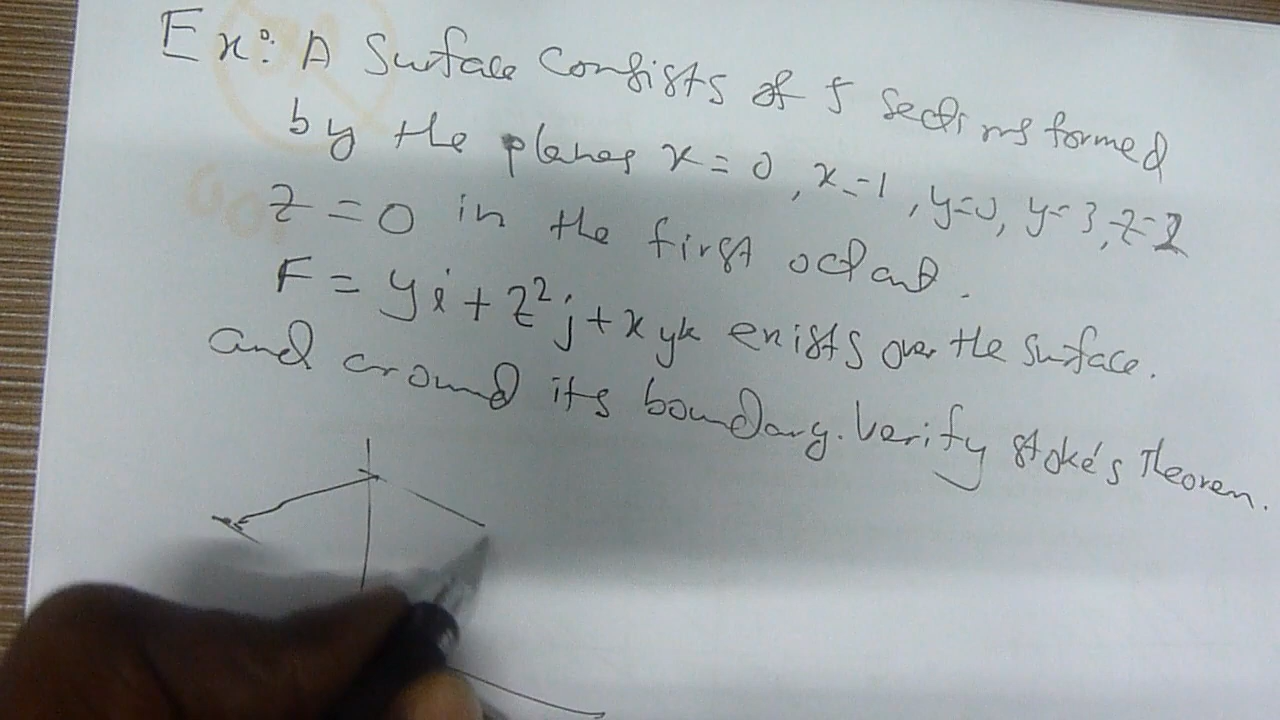 Ex: A Surface Consists of 5 Sections formed
by the planes x = 0, x = 1, y = 0, y = 3, z = 2
z = 0 in the first octant.
F = yi + z²j + xyk exists over the surface.
and around its boundary. Verify stoke's Theorem.